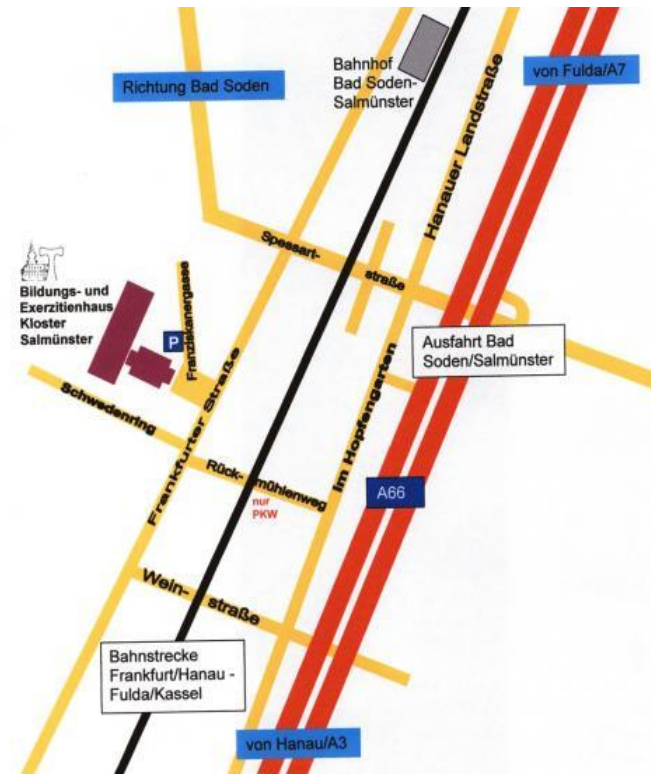 Bahnhof
Bad Soden-
Salmünster
von Fulda/A7
Richtung Bad Soden
Hanauer Landstraße
Spessart-
straße
Bildungs- und
Exerzitienhaus
Kloster
Salmünster
P
Franziskanergasse
Ausfahrt Bad
Soden/Salmünster
Schwedenring
Frankfurter Straße
Im Hopfengarten
Rück-
mühlenweg
nur
PKW
A66
Wein-
straße
Bahnstrecke
Frankfurt/Hanau -
Fulda/Kassel
von Hanau/A3